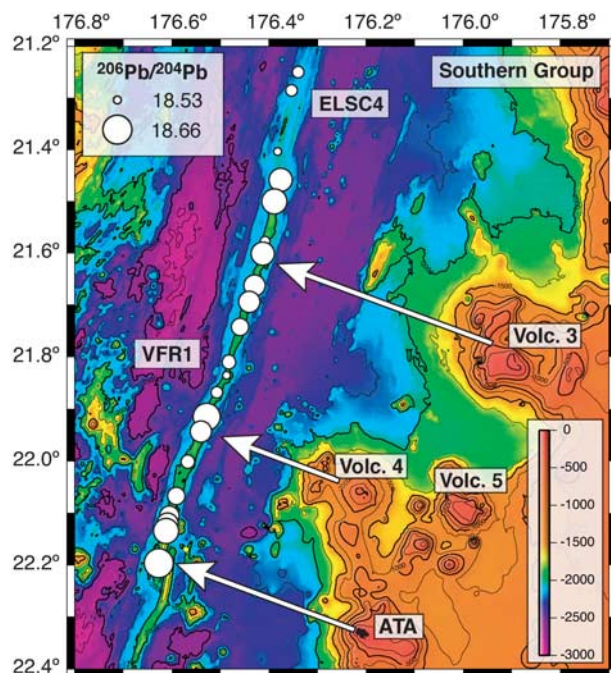 176.8° 176.6° 176.4° 176.2° 176.0° 175.8°
21.2°
21.4°
21.6°
21.8°
22.0°
22.2°
22.4°
²⁰⁶Pb/²⁰⁴Pb
18.53
18.66
Southern Group
ELSC4
Volc. 3
VFR1
Volc. 4
Volc. 5
ATA
0
-500
-1000
-1500
-2000
-2500
-3000